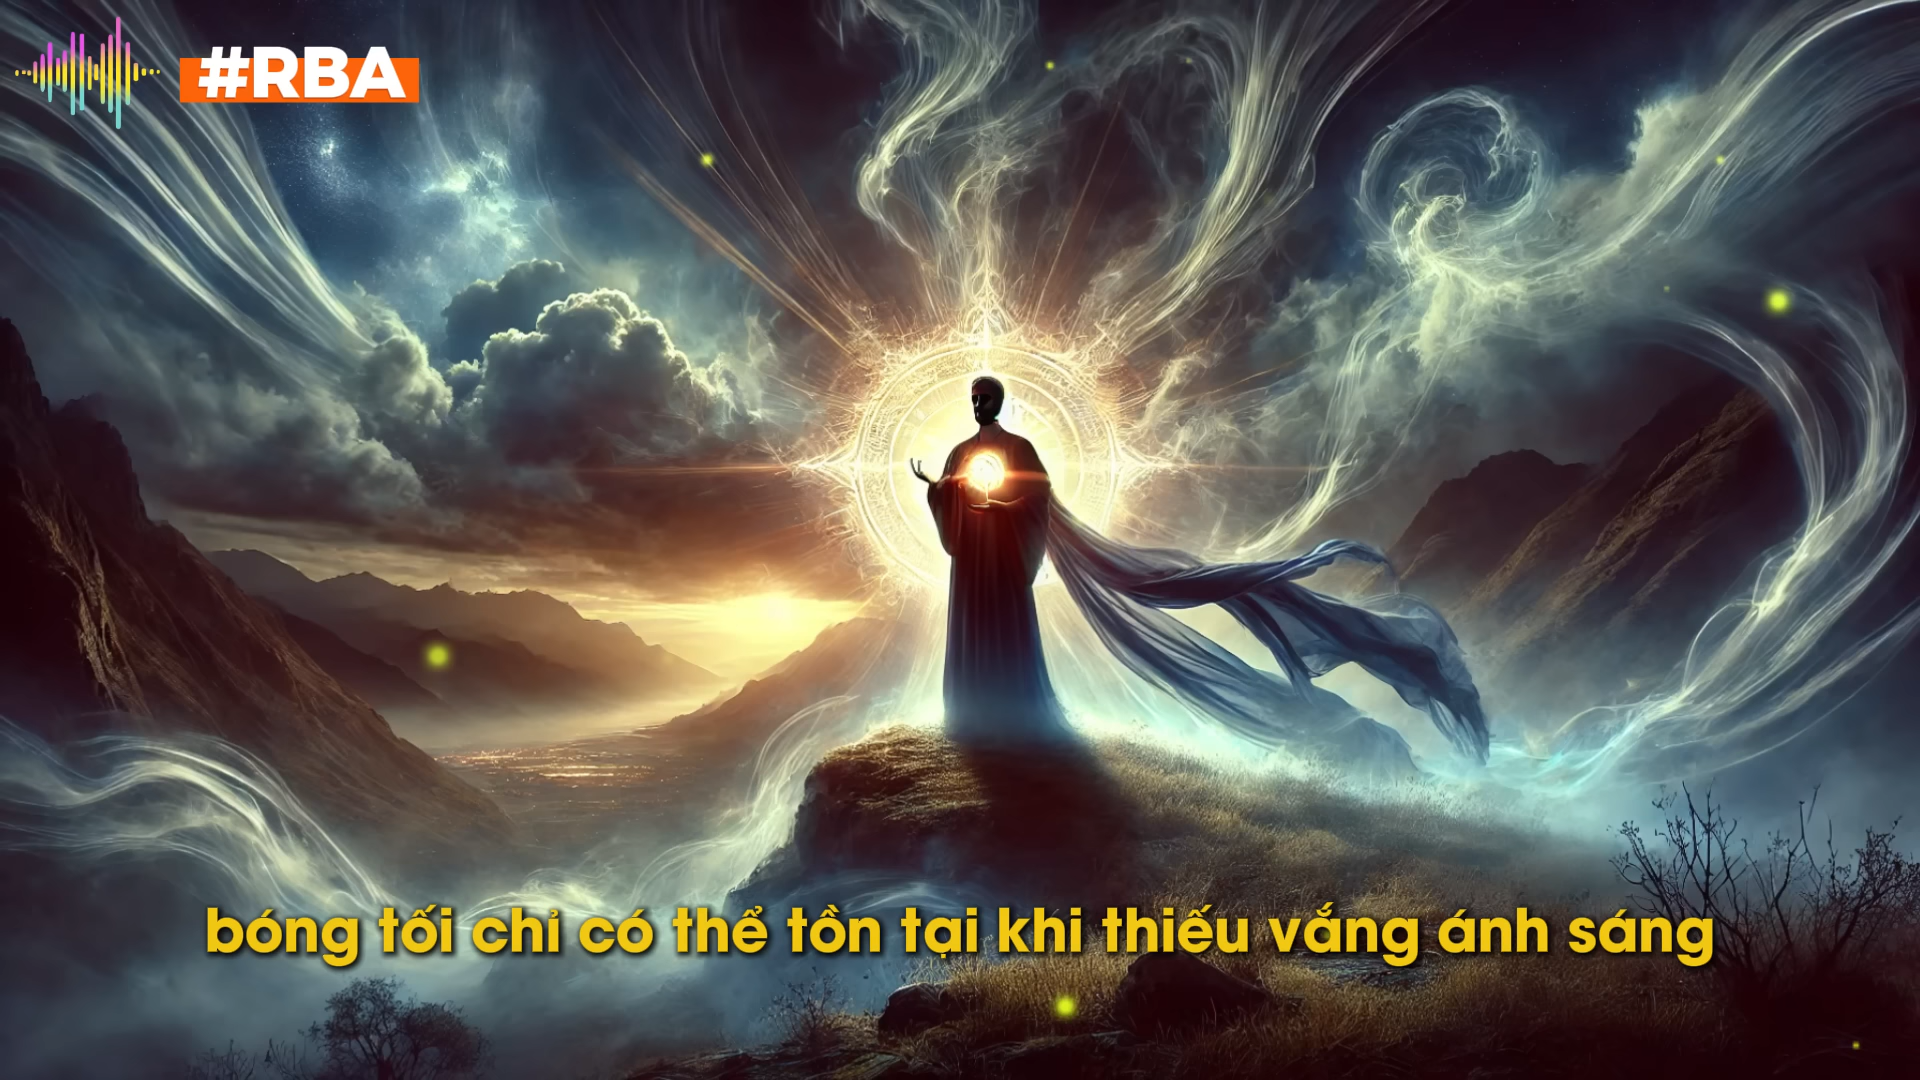 #RBA
bóng tối chỉ có thể tồn tại khi thiếu vắng ánh sáng